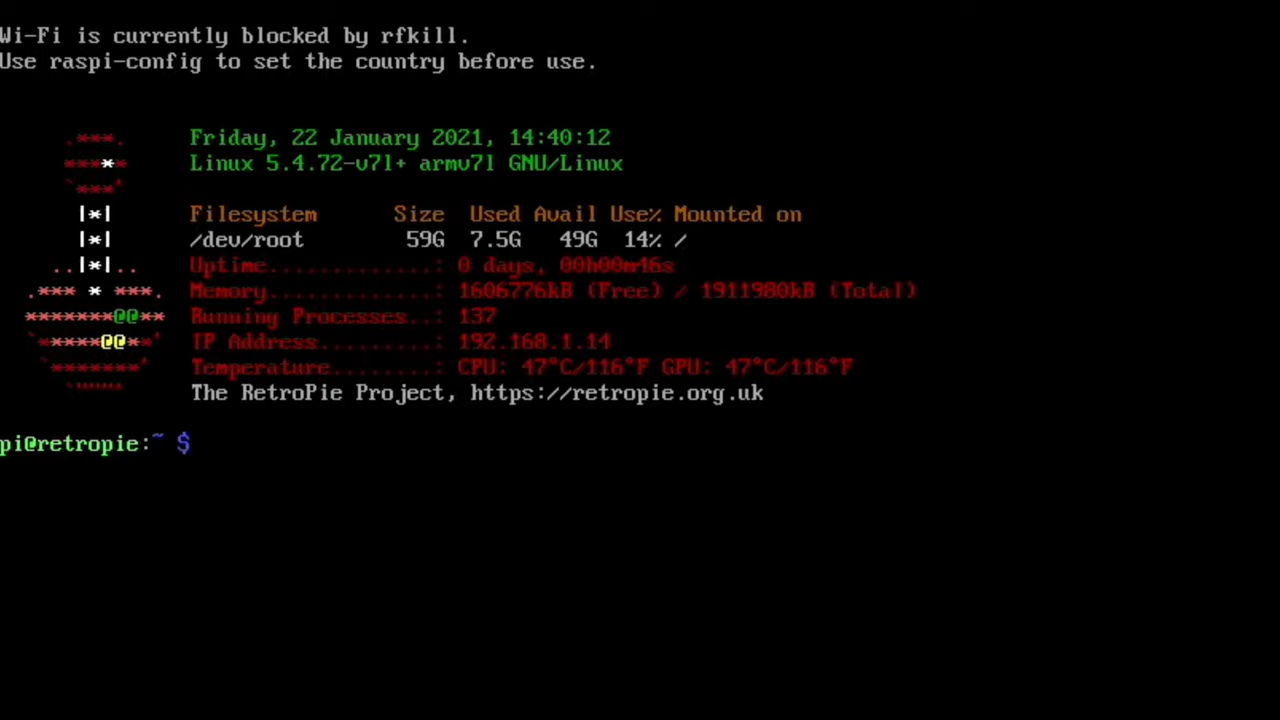 Wi-Fi is currently blocked by rfkill.
Use raspi-config to set the country before use.
.***. Friday, 22 January 2021, 14:40:12
***** Linux 5.4.72-v7l+ armv7l GNU/Linux
`***'
|*| Filesystem Size Used Avail Use% Mounted on
|*| /dev/root 59G 7.5G 49G 14% /
..|*|.. Uptime.............: 0 days, 00h00m46s
.*** * ***. Memory.............: 1606776kB (Free) / 1911980kB (Total)
*******@@** Running Processes..: 137
`*****@@**' IP Address.........: 192.168.1.14
`*******' Temperature........: CPU: 47°C/116°F GPU: 47°C/116°F
`""""' The RetroPie Project, https://retropie.org.uk
pi@retropie:~ $